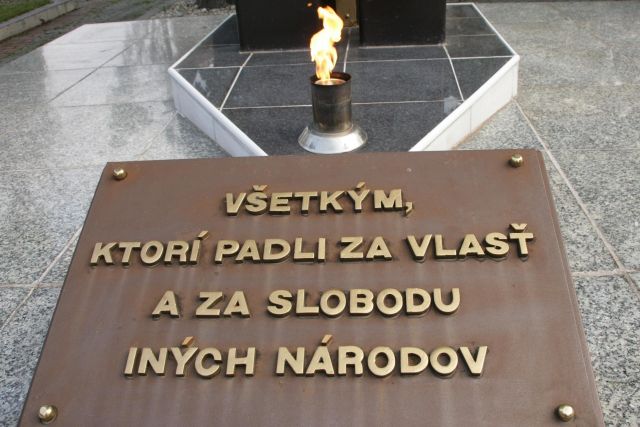 VŠETKÝM,
KTORÍ PADLI ZA VLASŤ
A ZA SLOBODU
INÝCH NÁRODOV